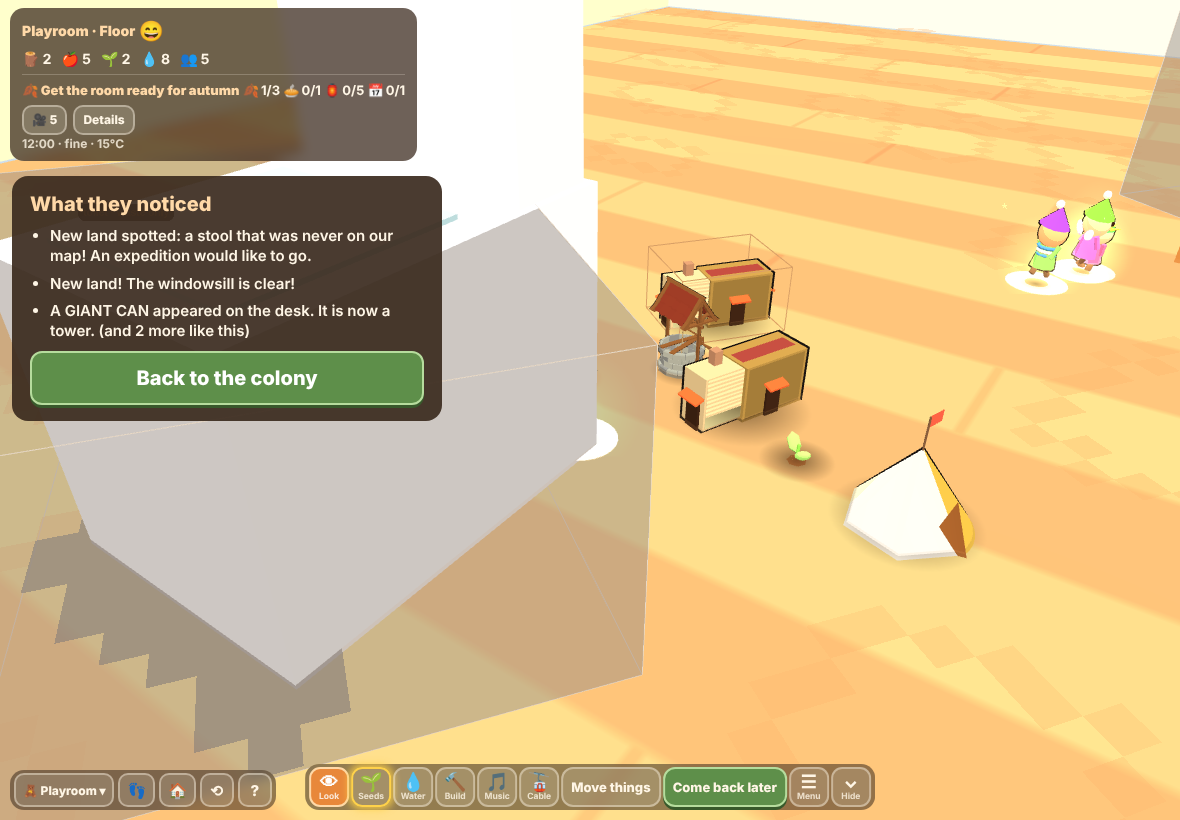 Playroom · Floor 😄
🪵 2 🍎 5 🌱 2 💧 8 👥 5
🍂 Get the room ready for autumn 🍂 1/3 🥧 0/1 🏮 0/5 📅 0/1
🎥 5 Details
12:00 · fine · 15°C
What they noticed
• New land spotted: a stool that was never on our
map! An expedition would like to go.
• New land! The windowsill is clear!
• A GIANT CAN appeared on the desk. It is now a
tower. (and 2 more like this)
Back to the colony
Playroom ▾ ?
Look Seeds Water Build Music Cable Move things Come back later Menu Hide